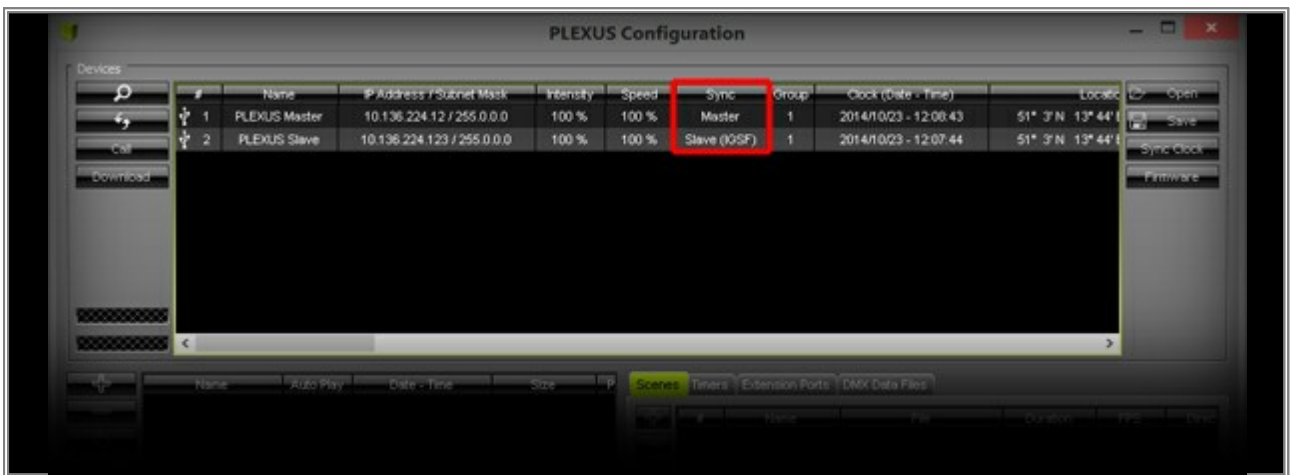 PLEXUS Configuration
Devices
# Name IP Address / Subnet Mask Intensity Speed Sync Group Clock (Date - Time) Locatio
1 PLEXUS Master 10.136.224.12 / 255.0.0.0 100 % 100 % Master 1 2014/10/23 - 12:08:43 51° 3' N 13° 44' E
2 PLEXUS Slave 10.136.224.123 / 255.0.0.0 100 % 100 % Slave (IGSF) 1 2014/10/23 - 12:07:44 51° 3' N 13° 44' E
Call
Download
Open
Save
Sync Clock
Firmware
Name Auto Play Date - Time Size P
Scenes Timers Extension Ports DMX Data Files
# Name File Duration FPS Direc